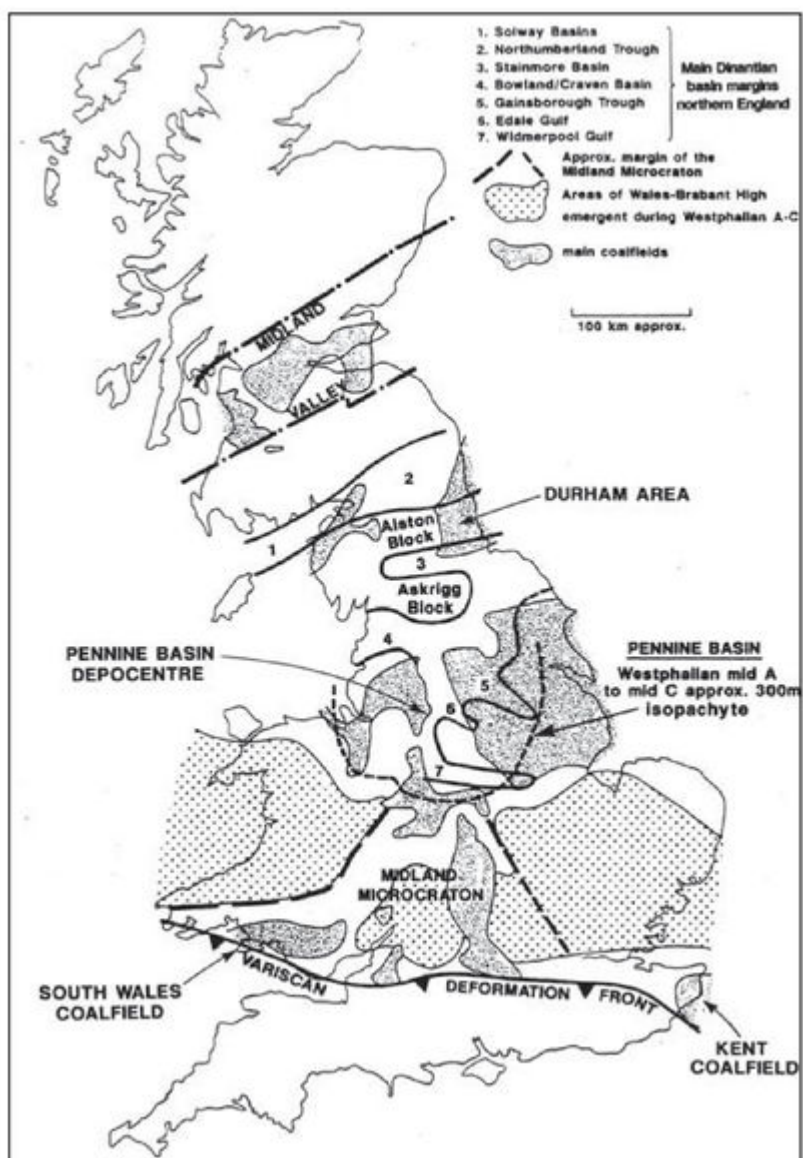 1. Solway Basins
2. Northumberland Trough
3. Stainmore Basin
4. Bowland/Craven Basin
5. Gainsborough Trough
6. Edale Gulf
7. Widmerpool Gulf
Main Dinantian
basin margins
northern England
Approx. margin of the
Midland Microcraton
Areas of Wales-Brabant High
emergent during Westphalian A-C
main coalfields
100 km approx.
MIDLAND
VALLEY
2
DURHAM AREA
Alston
Block
1
3
Askrigg
Block
4
PENNINE BASIN
DEPOCENTRE
PENNINE BASIN
Westphalian mid A
to mid C approx. 300m
isopachyte
5
6
7
MIDLAND
MICROCRATON
SOUTH WALES
COALFIELD
VARISCAN
DEFORMATION
FRONT
KENT
COALFIELD